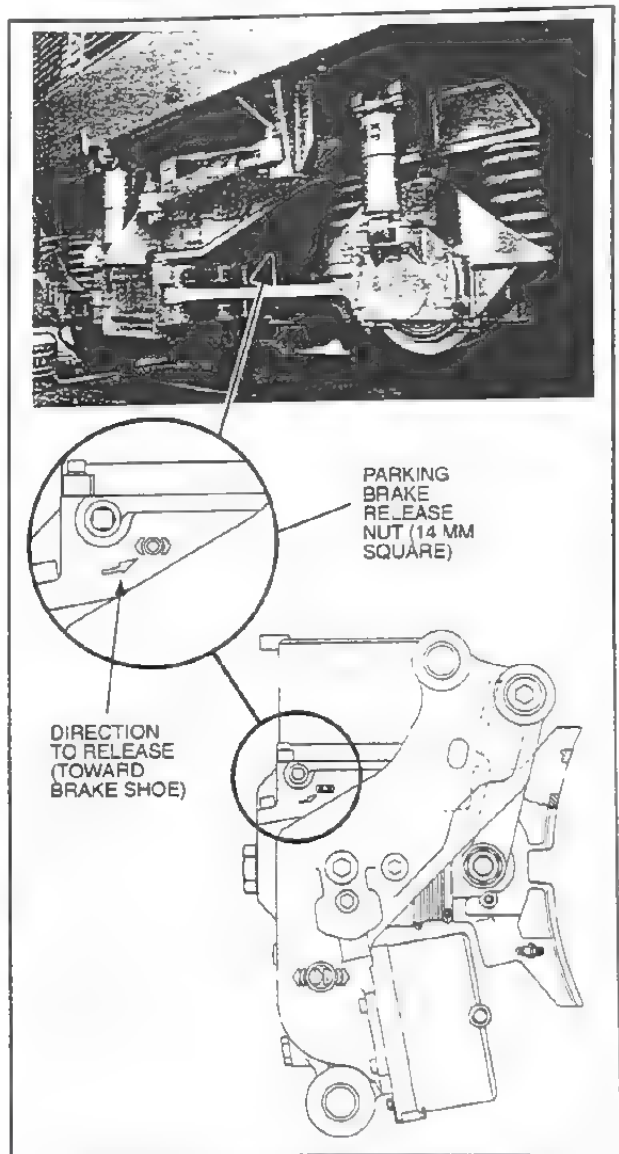 PARKING
BRAKE
RELEASE
NUT (14 MM
SQUARE)
DIRECTION
TO RELEASE
(TOWARD
BRAKE SHOE)